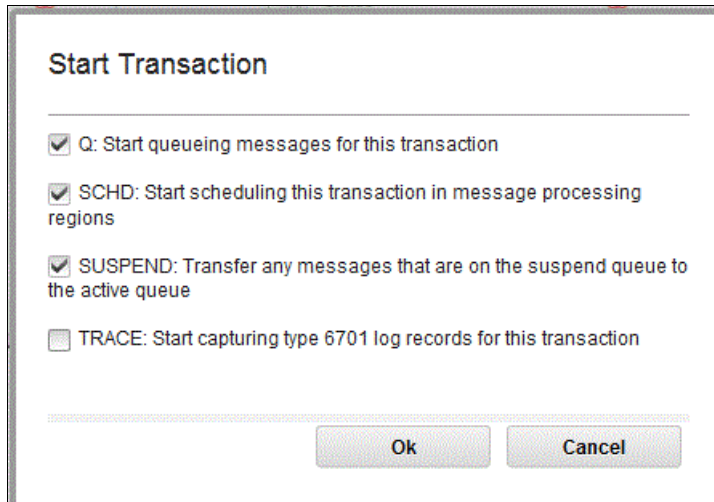 Start Transaction
Q: Start queueing messages for this transaction
SCHD: Start scheduling this transaction in message processing
regions
SUSPEND: Transfer any messages that are on the suspend queue to
the active queue
TRACE: Start capturing type 6701 log records for this transaction
Ok Cancel